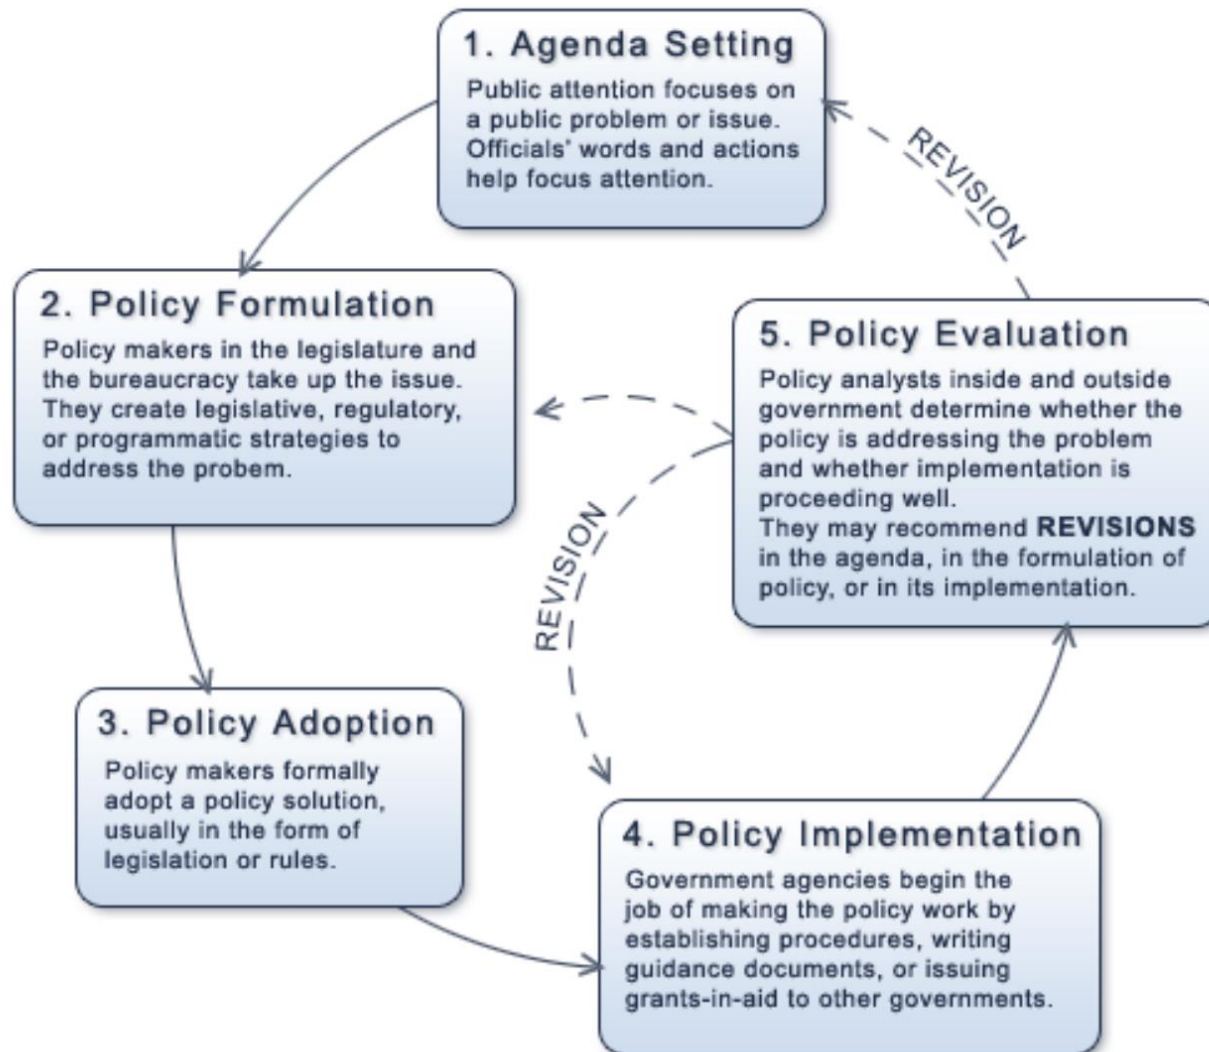 1. Agenda Setting
Public attention focuses on
a public problem or issue.
Officials' words and actions
help focus attention.
REVISION
2. Policy Formulation
Policy makers in the legislature and
the bureaucracy take up the issue.
They create legislative, regulatory,
or programmatic strategies to
address the probem.
5. Policy Evaluation
Policy analysts inside and outside
government determine whether the
policy is addressing the problem
and whether implementation is
proceeding well.
They may recommend REVISIONS
in the agenda, in the formulation of
policy, or in its implementation.
REVISION
3. Policy Adoption
Policy makers formally
adopt a policy solution,
usually in the form of
legislation or rules.
4. Policy Implementation
Government agencies begin the
job of making the policy work by
establishing procedures, writing
guidance documents, or issuing
grants-in-aid to other governments.